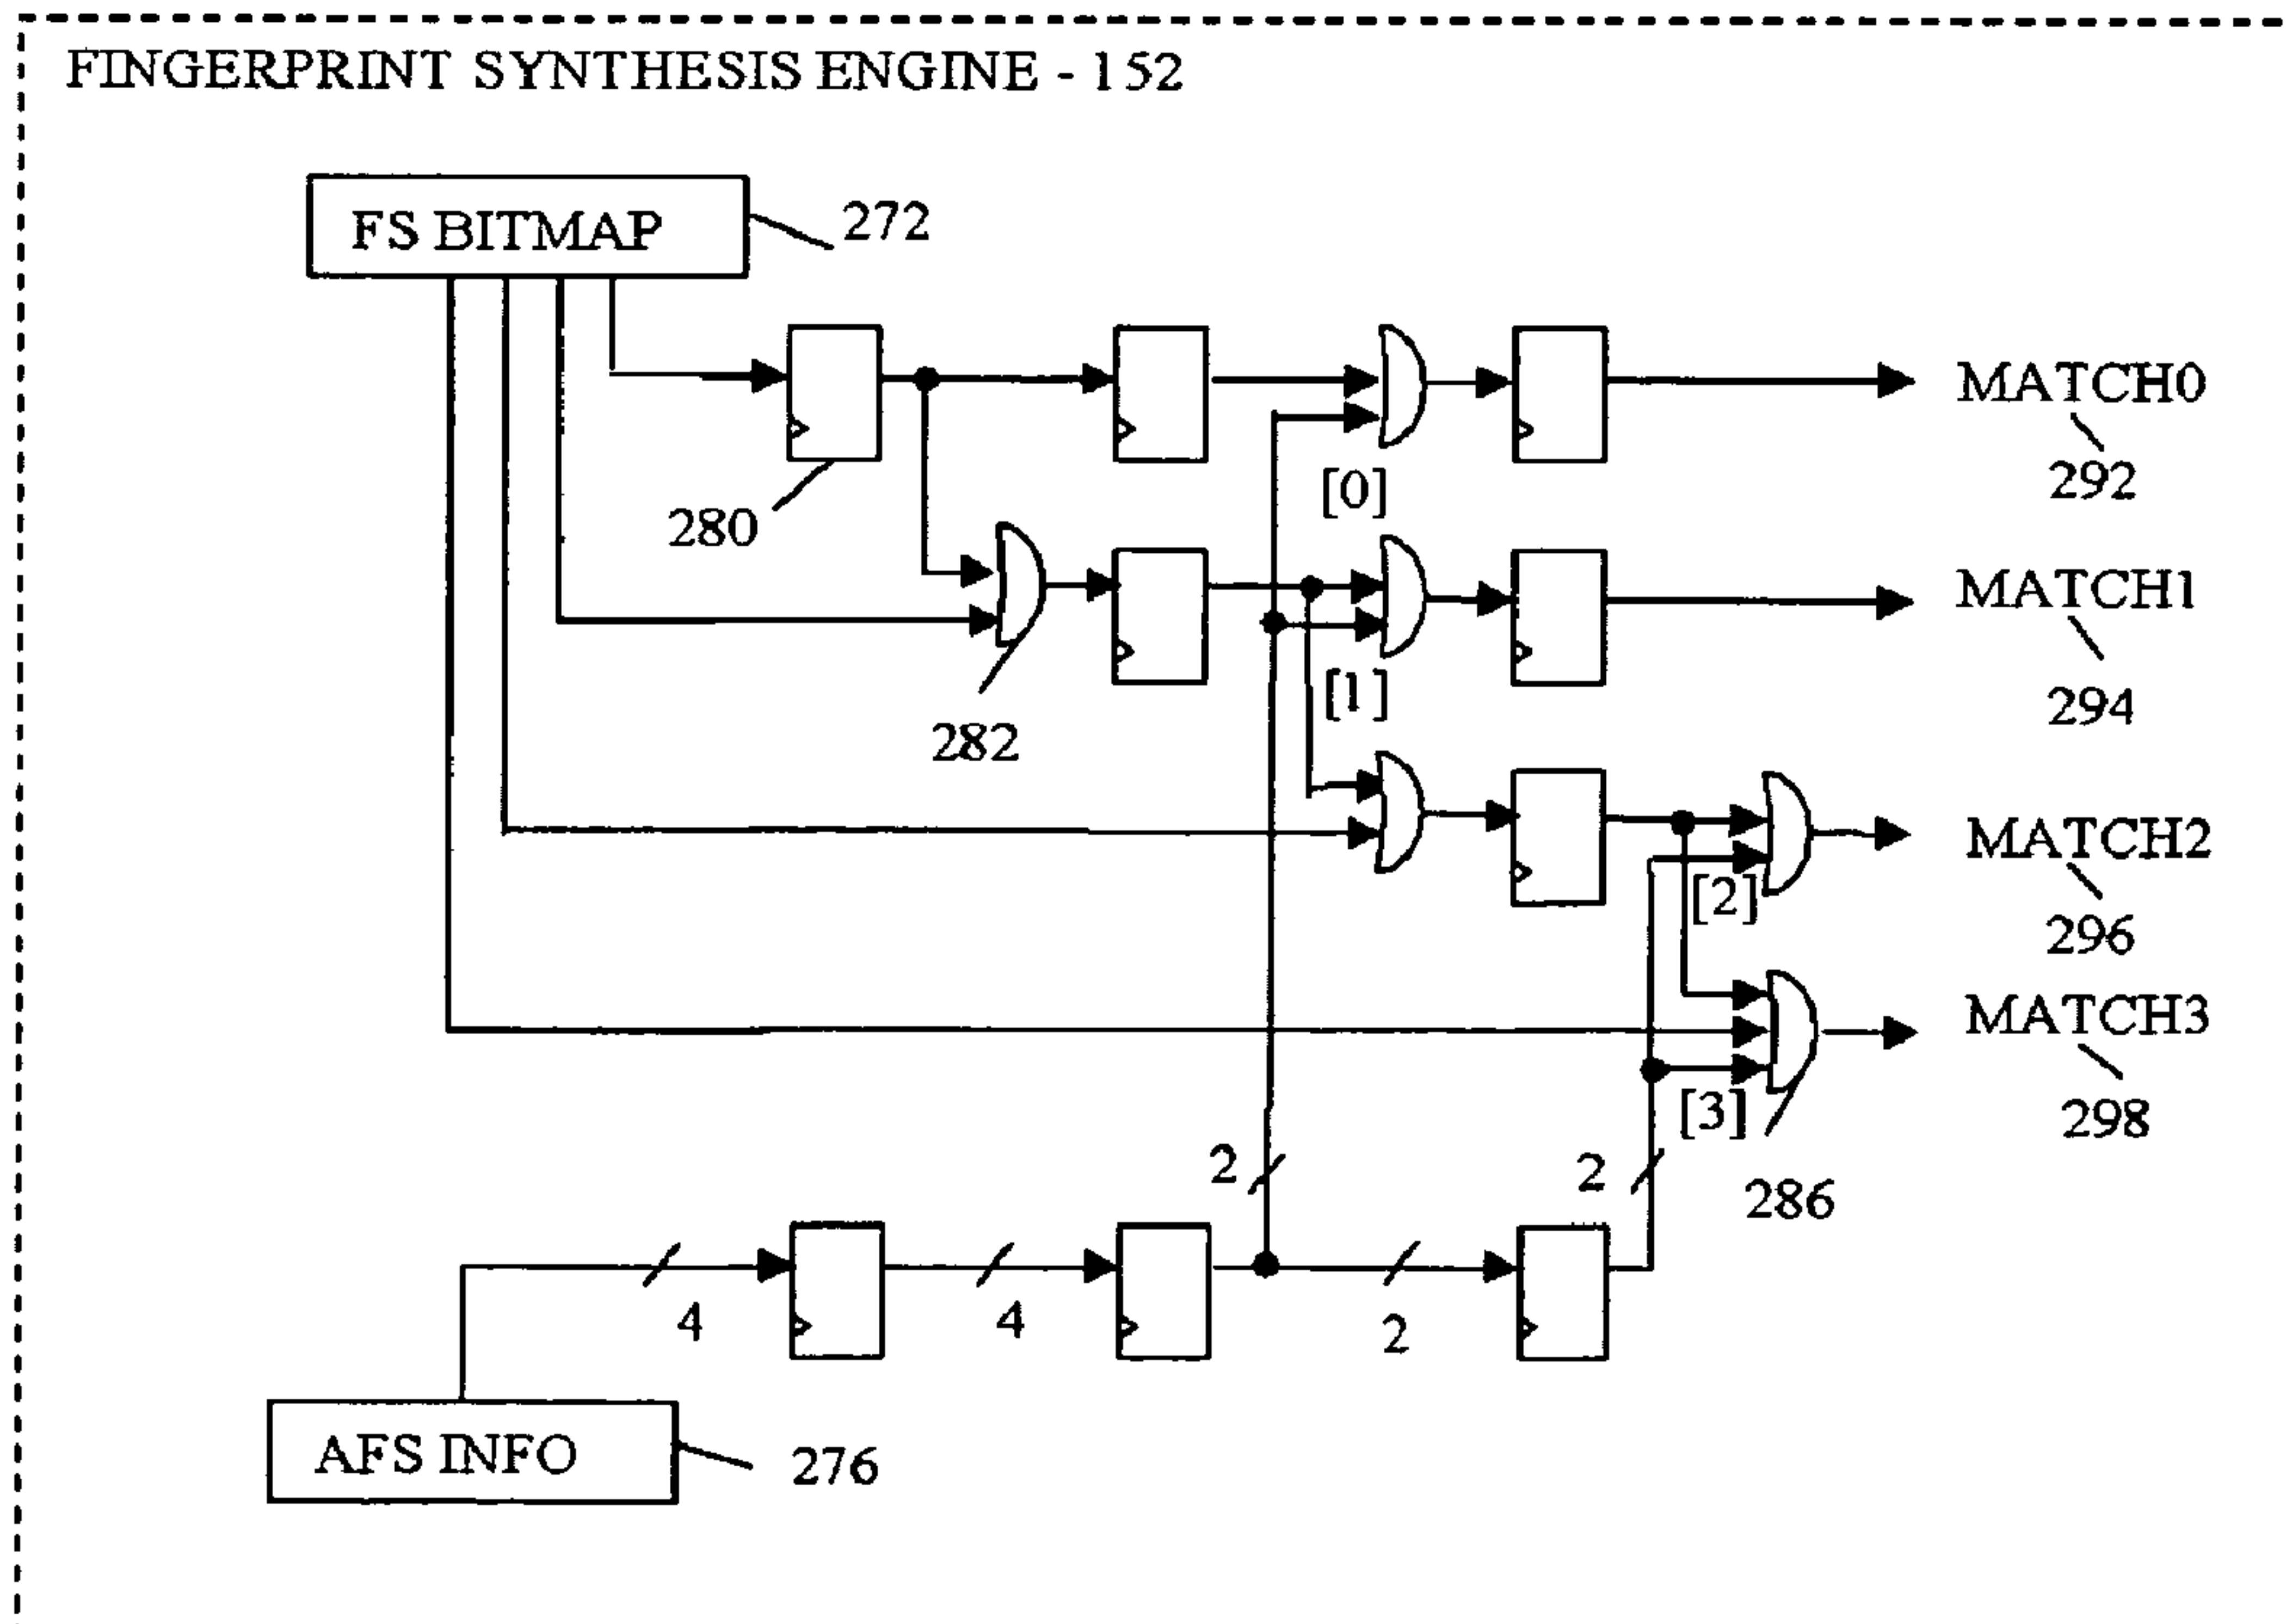 FINGERPRINT SYNTHESIS ENGINE - 152
FS BITMAP
272
280
[0]
MATCH0
292
282
[1]
MATCH1
294
[2]
MATCH2
296
[3]
MATCH3
298
286
2
2
4
4
2
AFS INFO
276